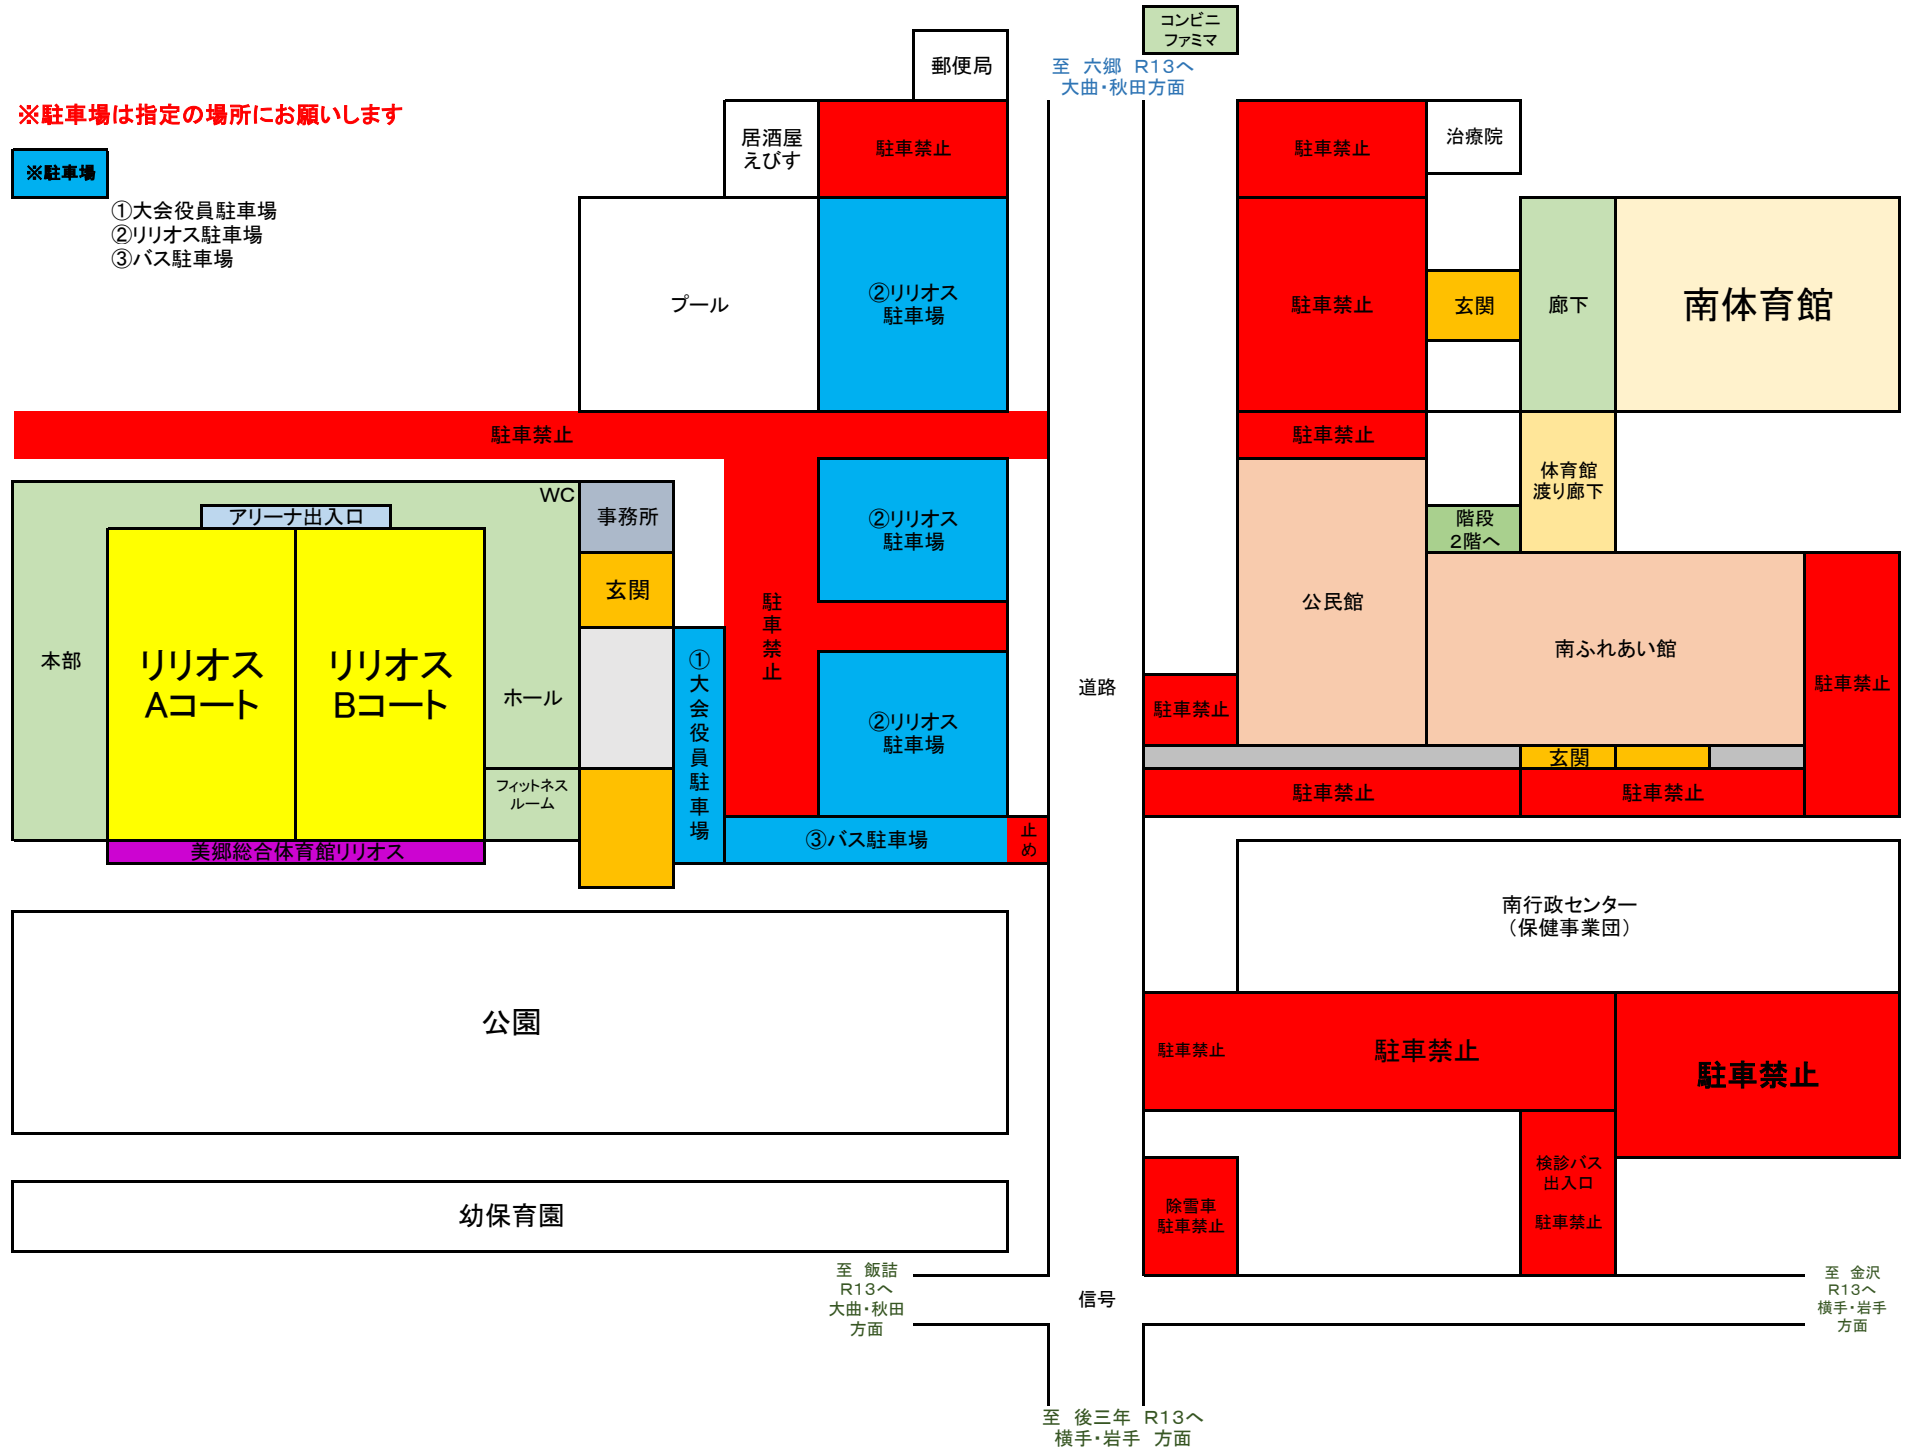 コンビニ
ファミマ
郵便局
至　六郷　R13へ
大曲・秋田方面
※駐車場は指定の場所にお願いします
※駐車場
①大会役員駐車場
②リリオス駐車場
③バス駐車場
居酒屋
えびす
駐車禁止
駐車禁止
治療院
プール
②リリオス
駐車場
駐車禁止
玄関
廊下
南体育館
駐車禁止
駐車禁止
体育館
渡り廊下
WC
事務所
アリーナ出入口
②リリオス
駐車場
階段
2階へ
玄関
駐車禁止
公民館
南ふれあい館
本部
リリオス
Aコート
リリオス
Bコート
ホール
①大会役員駐車場
②リリオス
駐車場
道路
駐車禁止
駐車禁止
玄関
フィットネス
ルーム
駐車禁止
駐車禁止
美郷総合体育館リリオス
③バス駐車場
止め
南行政センター
（保健事業団）
公園
駐車禁止
駐車禁止
駐車禁止
検診バス
出入口
駐車禁止
除雪車
駐車禁止
幼保育園
至　飯詰
R13へ
大曲・秋田
方面
信号
至　金沢
R13へ
横手・岩手
方面
至　後三年　R13へ
横手・岩手　方面